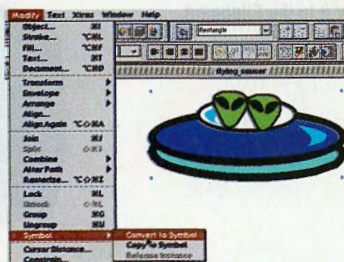 Modify Text Xtras Window Help
Object... ⌘I
Stroke... ⌥⌘L
Fill... ⌥⌘F
Text... ⌘T
Document... ⌥⌘D
Transform
Envelope
Arrange
Align...
Align Again ⌥◇⌘A
Join ⌘J
Split
Combine
Alter Path
Rasterize... ⌥◇⌘Z
Lock ⌘L
Unlock
Group ⌘G
Ungroup ⌘U
Symbol
Convert to Symbol
Copy to Symbol
Release Instance
Cursor Distance...
Constrain...
Rectangle
flying saucer